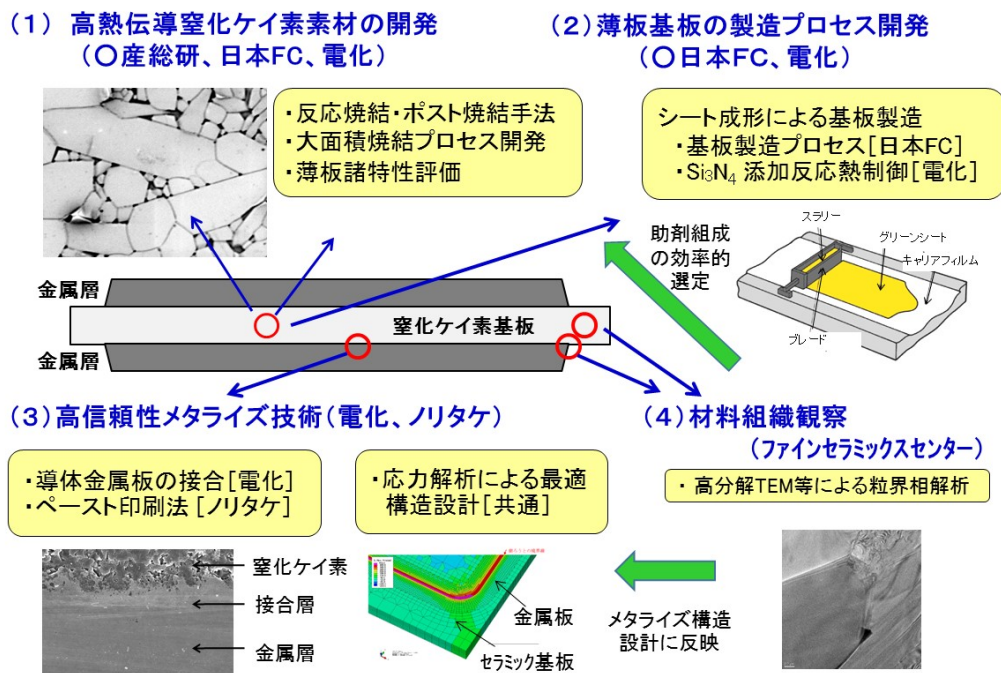 (1) 高熱伝導窒化ケイ素素材の開発
(〇産総研、日本FC、電化)
・反応焼結・ポスト焼結手法
・大面積焼結プロセス開発
・薄板諸特性評価
(2)薄板基板の製造プロセス開発
(〇日本FC、電化)
シート成形による基板製造
・基板製造プロセス[日本FC]
・Si₃N₄ 添加反応熱制御[電化]
助剤組成
の効率的
選定
スラリー
グリーンシート
キャリアフィルム
ブレード
金属層
窒化ケイ素基板
金属層
(3)高信頼性メタライズ技術(電化、ノリタケ)
・導体金属板の接合[電化]
・ペースト印刷法 [ノリタケ]
・応力解析による最適
構造設計[共通]
窒化ケイ素
接合層
金属層
金属板
セラミック基板
(4)材料組織観察
(ファインセラミックスセンター)
・高分解TEM等による粒界相解析
メタライズ構造
設計に反映